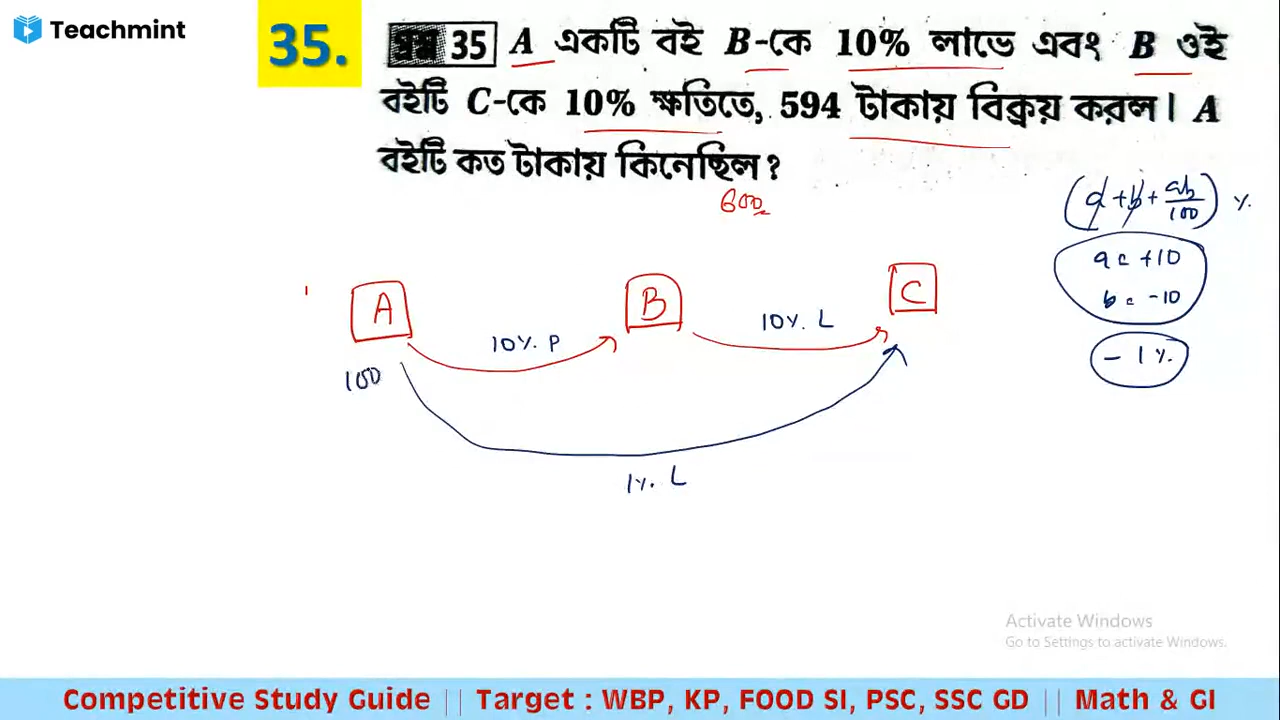 Teachmint
35.
প্রশ্ন 35 A একটি বই B-কে 10% লাভে এবং B ওই
বইটি C-কে 10% ক্ষতিতে, 594 টাকায় বিক্রয় করল। A
বইটি কত টাকায় কিনেছিল?
600
(a+b+ab/100) %
a = +10
b = -10
- 1 %.
A
B
C
10%. P
10%. L
100
1%. L
Activate Windows
Go to Settings to activate Windows.
Competitive Study Guide || Target : WBP, KP, FOOD SI, PSC, SSC GD || Math & GI